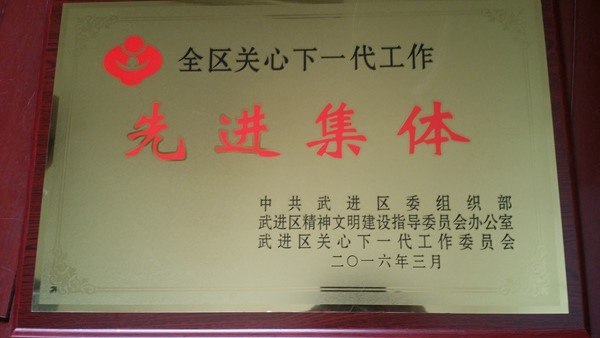 全区关心下一代工作
先进集体
中共武进区委组织部
武进区精神文明建设指导委员会办公室
武进区关心下一代工作委员会
二〇一六年三月